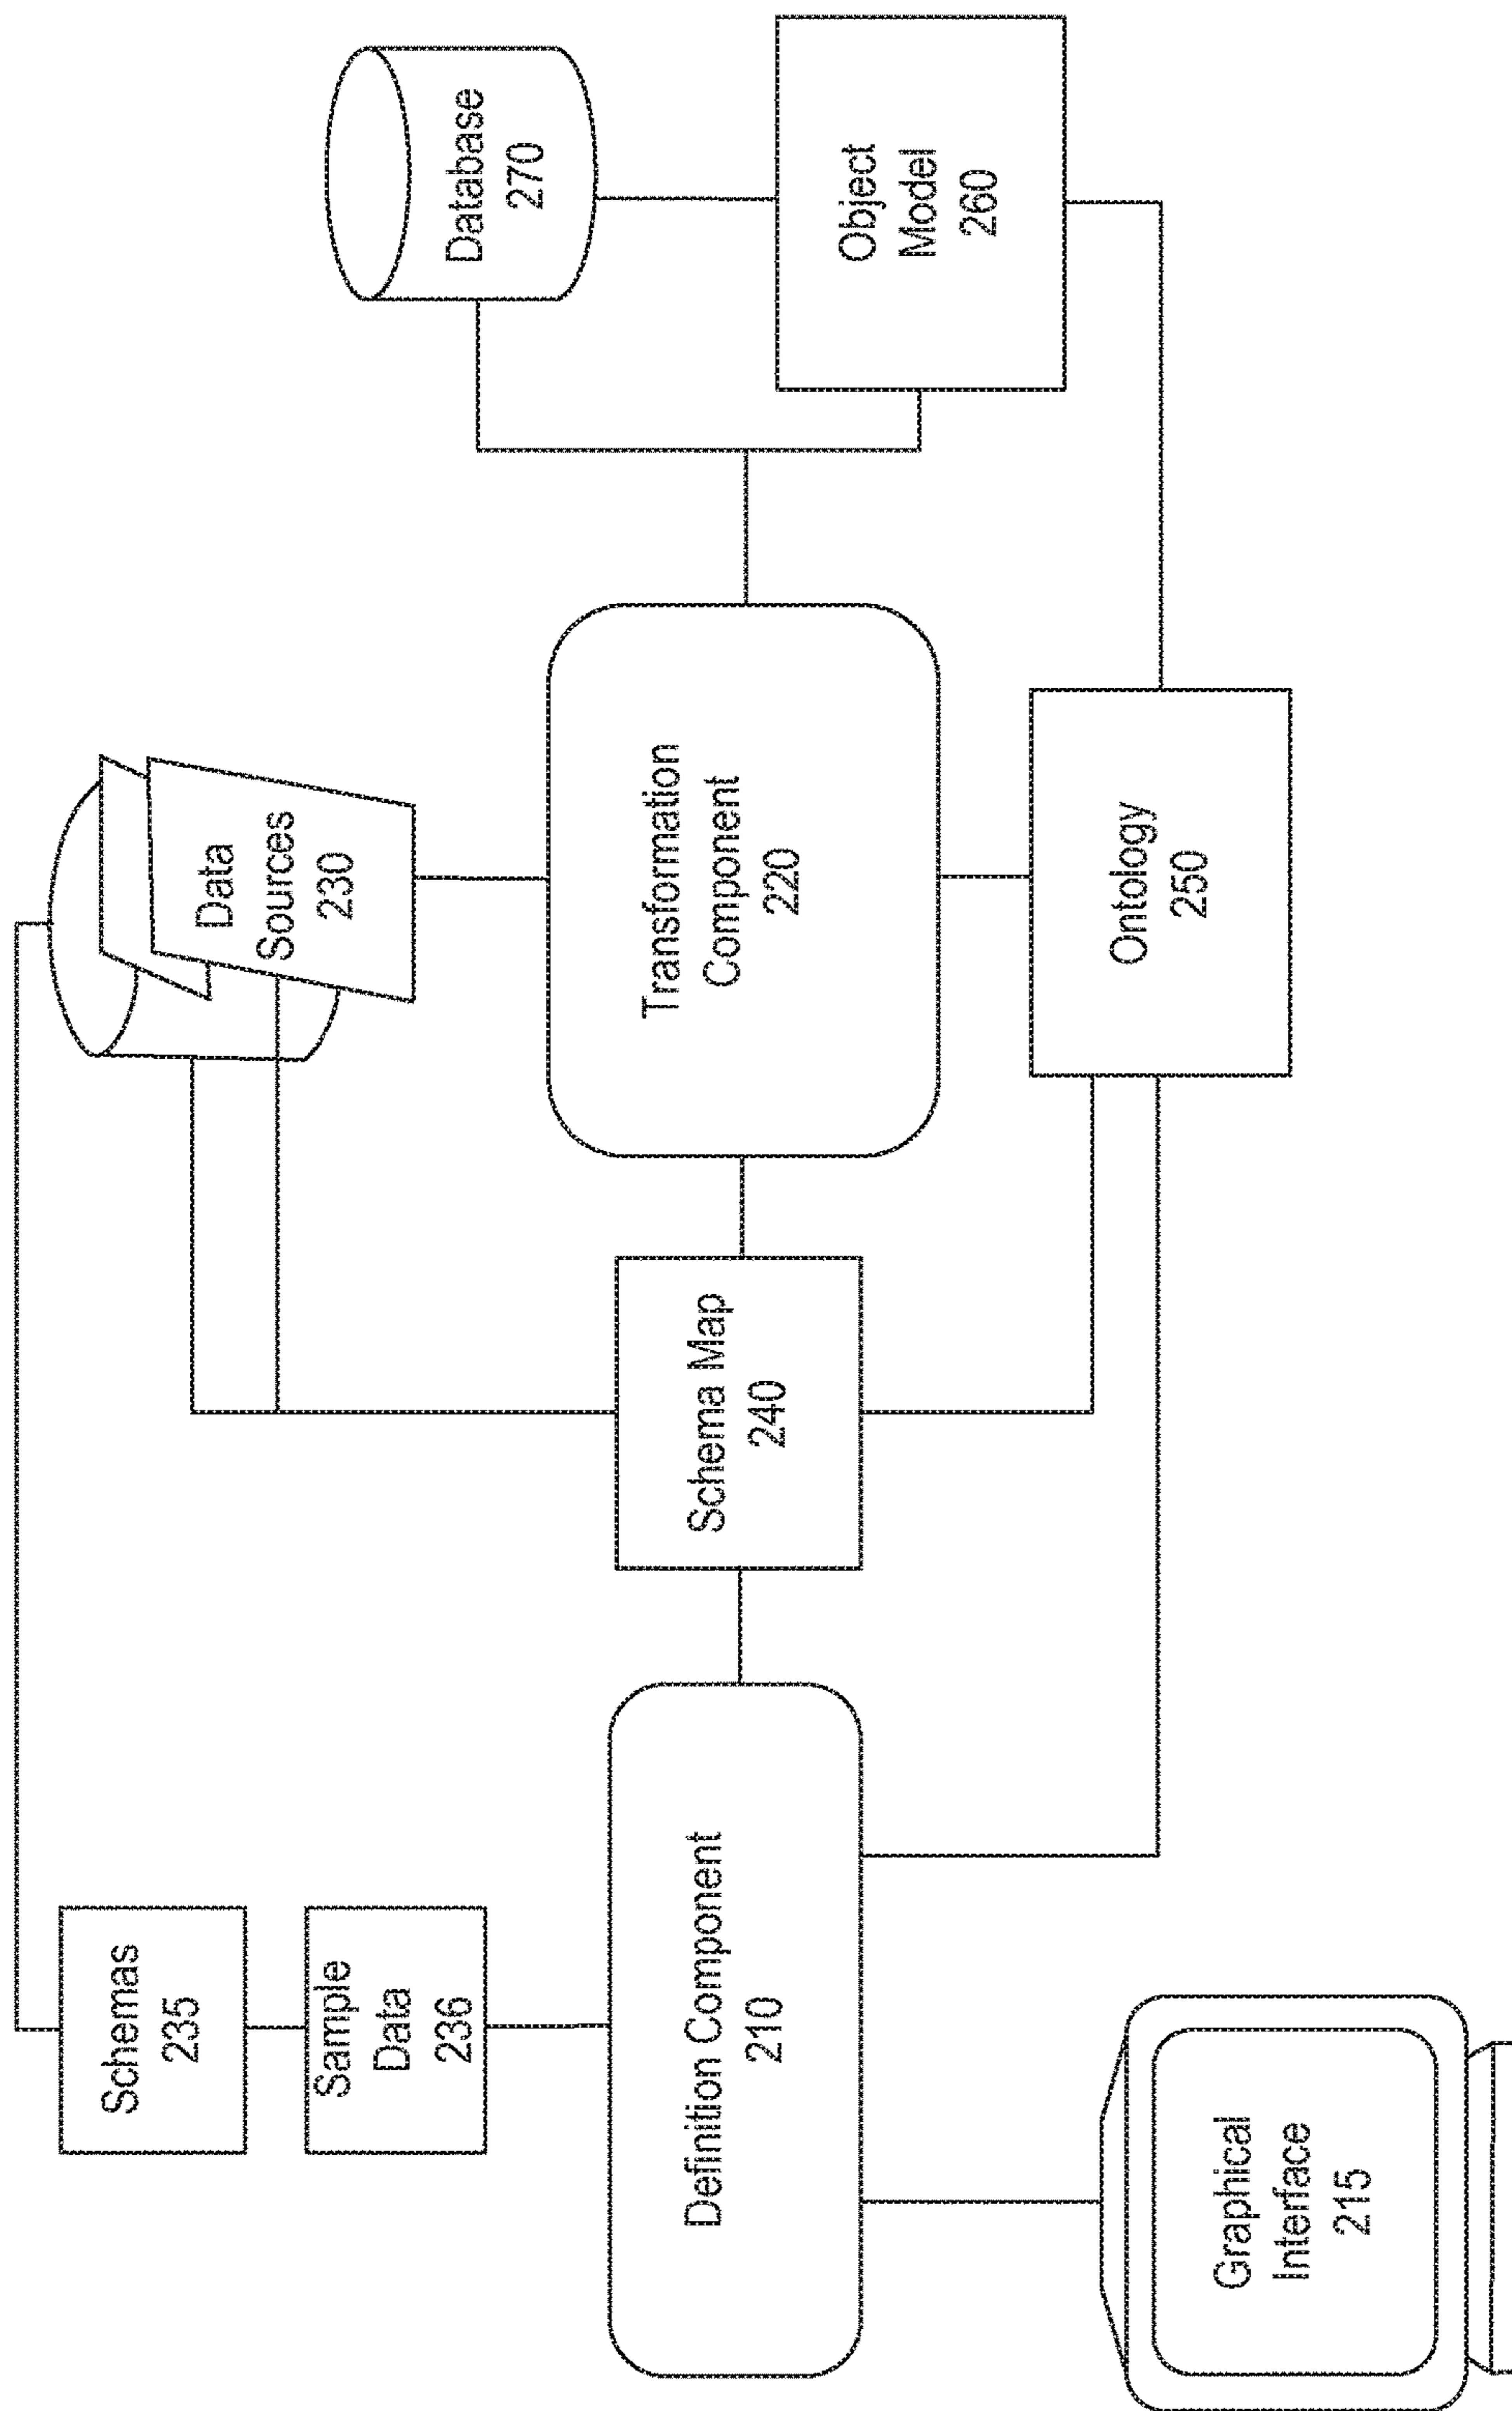 Schemas
235
Sample
Data
236
Definition Component
210
Graphical
Interface
215
Data
Sources
230
Schema Map
240
Transformation
Component
220
Ontology
250
Database
270
Object
Model
260